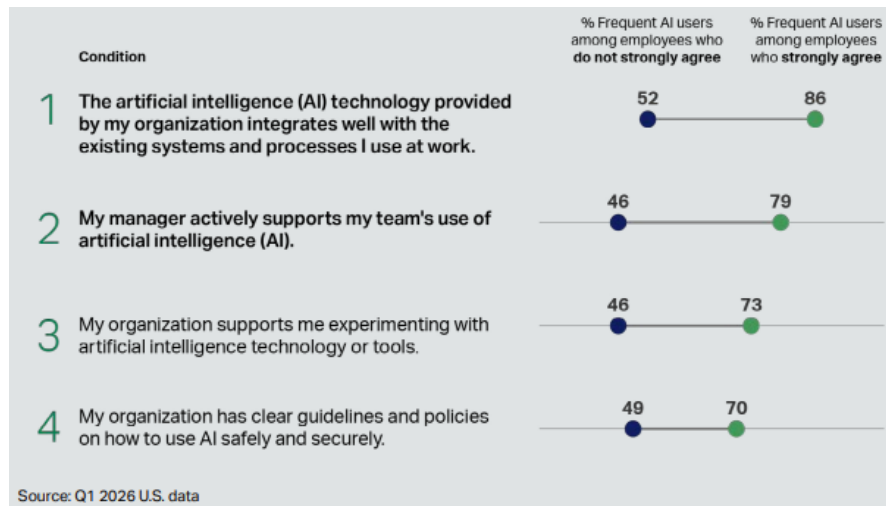 % Frequent AI users
among employees who
do not strongly agree
% Frequent AI users
among employees
who strongly agree
Condition
1
The artificial intelligence (AI) technology provided
by my organization integrates well with the
existing systems and processes I use at work.
52
86
2
My manager actively supports my team's use of
artificial intelligence (AI).
46
79
3
My organization supports me experimenting with
artificial intelligence technology or tools.
46
73
4
My organization has clear guidelines and policies
on how to use AI safely and securely.
49
70
Source: Q1 2026 U.S. data